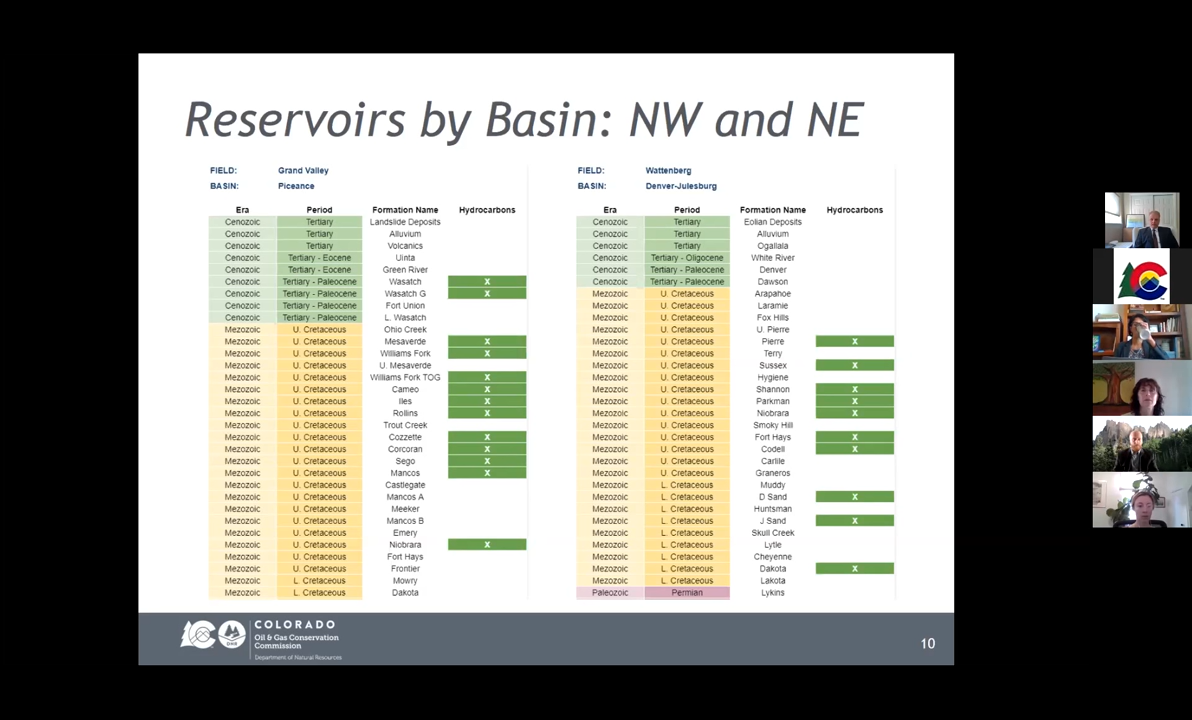 Reservoirs by Basin: NW and NE
FIELD: Grand Valley
BASIN: Piceance
Era Period Formation Name Hydrocarbons
Cenozoic Tertiary Landslide Deposits
Cenozoic Tertiary Alluvium
Cenozoic Tertiary Volcanics
Cenozoic Tertiary - Eocene Uinta
Cenozoic Tertiary - Eocene Green River
Cenozoic Tertiary - Paleocene Wasatch X
Cenozoic Tertiary - Paleocene Wasatch G X
Cenozoic Tertiary - Paleocene Fort Union
Cenozoic Tertiary - Paleocene L. Wasatch
Mezozoic U. Cretaceous Ohio Creek
Mezozoic U. Cretaceous Mesaverde X
Mezozoic U. Cretaceous Williams Fork X
Mezozoic U. Cretaceous U. Mesaverde
Mezozoic U. Cretaceous Williams Fork TOG X
Mezozoic U. Cretaceous Cameo X
Mezozoic U. Cretaceous Iles X
Mezozoic U. Cretaceous Rollins X
Mezozoic U. Cretaceous Trout Creek
Mezozoic U. Cretaceous Cozzette X
Mezozoic U. Cretaceous Corcoran X
Mezozoic U. Cretaceous Sego X
Mezozoic U. Cretaceous Mancos X
Mezozoic U. Cretaceous Castlegate
Mezozoic U. Cretaceous Mancos A
Mezozoic U. Cretaceous Meeker
Mezozoic U. Cretaceous Mancos B
Mezozoic U. Cretaceous Emery
Mezozoic U. Cretaceous Niobrara X
Mezozoic U. Cretaceous Fort Hays
Mezozoic U. Cretaceous Frontier
Mezozoic L. Cretaceous Mowry
Mezozoic L. Cretaceous Dakota
FIELD: Wattenberg
BASIN: Denver-Julesburg
Era Period Formation Name Hydrocarbons
Cenozoic Tertiary Eolian Deposits
Cenozoic Tertiary Alluvium
Cenozoic Tertiary Ogallala
Cenozoic Tertiary - Oligocene White River
Cenozoic Tertiary - Paleocene Denver
Cenozoic Tertiary - Paleocene Dawson
Mezozoic U. Cretaceous Arapahoe
Mezozoic U. Cretaceous Laramie
Mezozoic U. Cretaceous Fox Hills
Mezozoic U. Cretaceous U. Pierre
Mezozoic U. Cretaceous Pierre X
Mezozoic U. Cretaceous Terry
Mezozoic U. Cretaceous Sussex X
Mezozoic U. Cretaceous Hygiene
Mezozoic U. Cretaceous Shannon X
Mezozoic U. Cretaceous Parkman X
Mezozoic U. Cretaceous Niobrara X
Mezozoic U. Cretaceous Smoky Hill
Mezozoic U. Cretaceous Fort Hays X
Mezozoic U. Cretaceous Codell X
Mezozoic U. Cretaceous Carlile
Mezozoic U. Cretaceous Graneros
Mezozoic L. Cretaceous Muddy
Mezozoic L. Cretaceous D Sand X
Mezozoic L. Cretaceous Huntsman
Mezozoic L. Cretaceous J Sand X
Mezozoic L. Cretaceous Skull Creek
Mezozoic L. Cretaceous Lytle
Mezozoic L. Cretaceous Cheyenne
Mezozoic L. Cretaceous Dakota X
Mezozoic L. Cretaceous Lakota
Paleozoic Permian Lykins
COLORADO
Oil & Gas Conservation
Commission
Department of Natural Resources
DNR
10